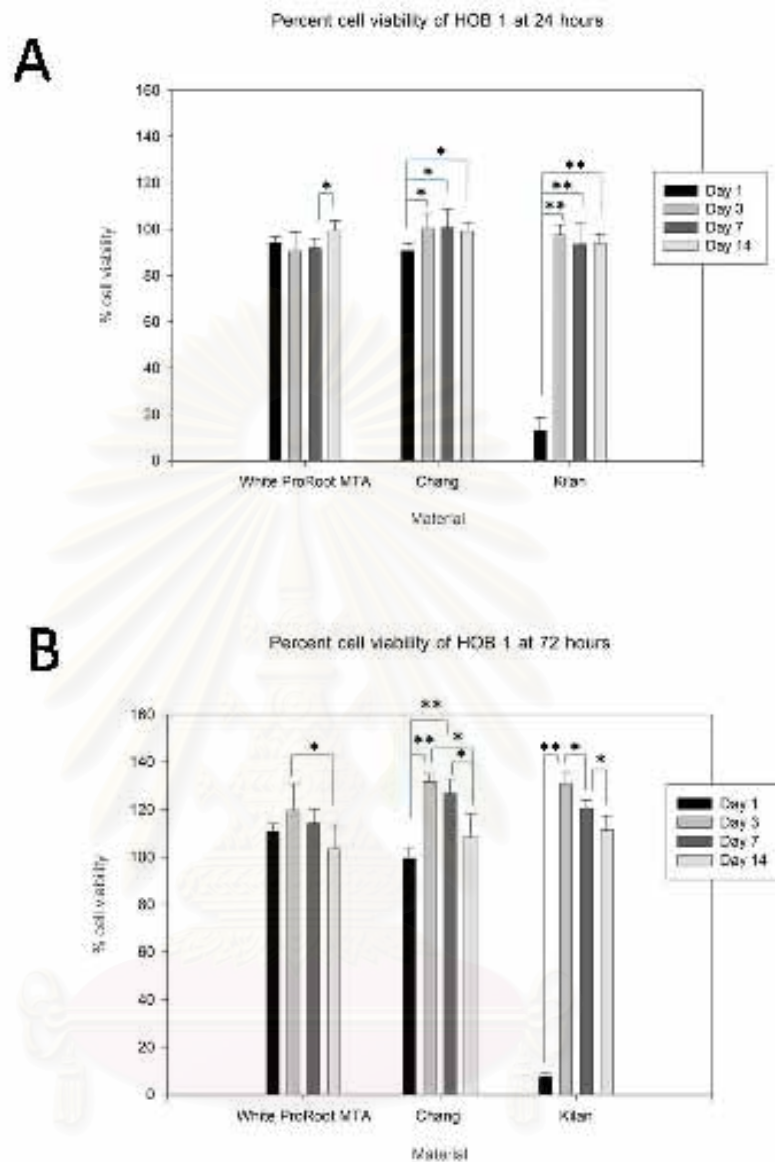 Percent cell viability of HOB 1 at 24 hours
A
160
140
120
100
80
60
40
20
0
% cell viability
*
*
*
*
**
**
**
Day 1
Day 3
Day 7
Day 14
White ProRoot MTA
Chang
Kilan
Material
Percent cell viability of HOB 1 at 72 hours
B
160
140
120
100
80
60
40
20
0
% cell viability
*
**
**
*
*
**
*
*
Day 1
Day 3
Day 7
Day 14
White ProRoot MTA
Chang
Kilan
Material